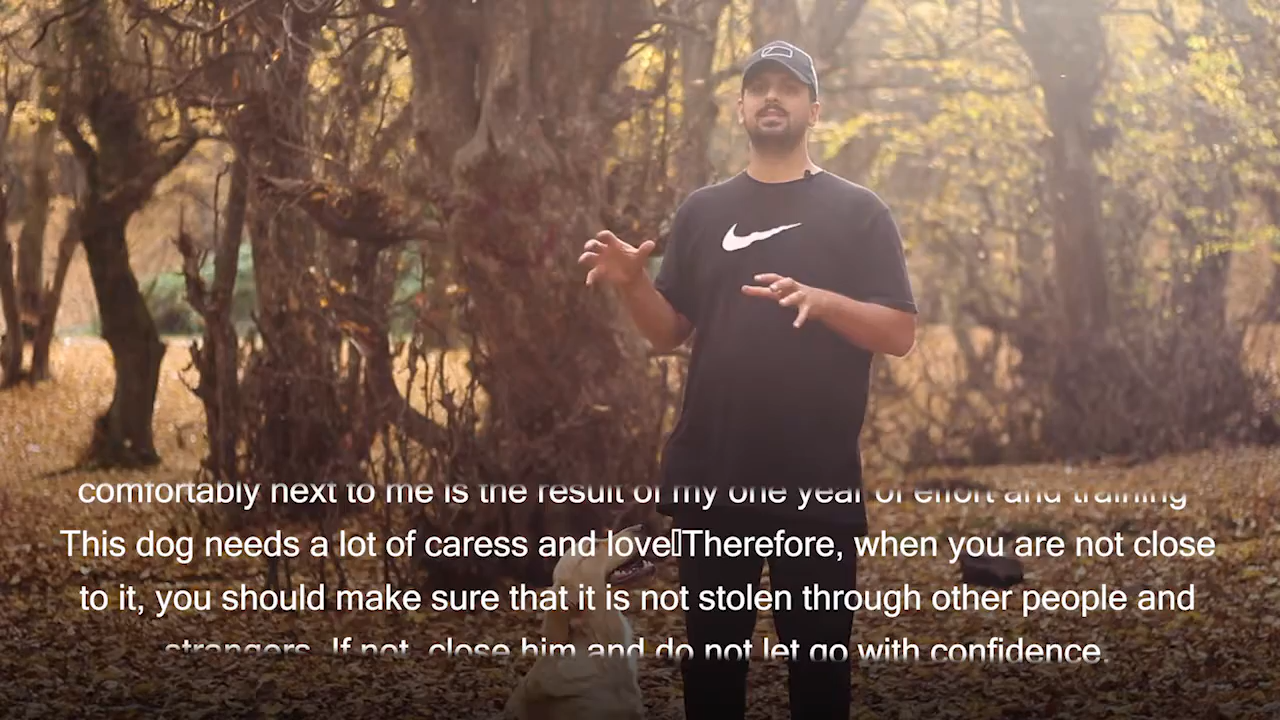 comfortably next to me is the result of my one year of effort and training
This dog needs a lot of caress and love▯Therefore, when you are not close
to it, you should make sure that it is not stolen through other people and
strangers. If not, close him and do not let go with confidence.